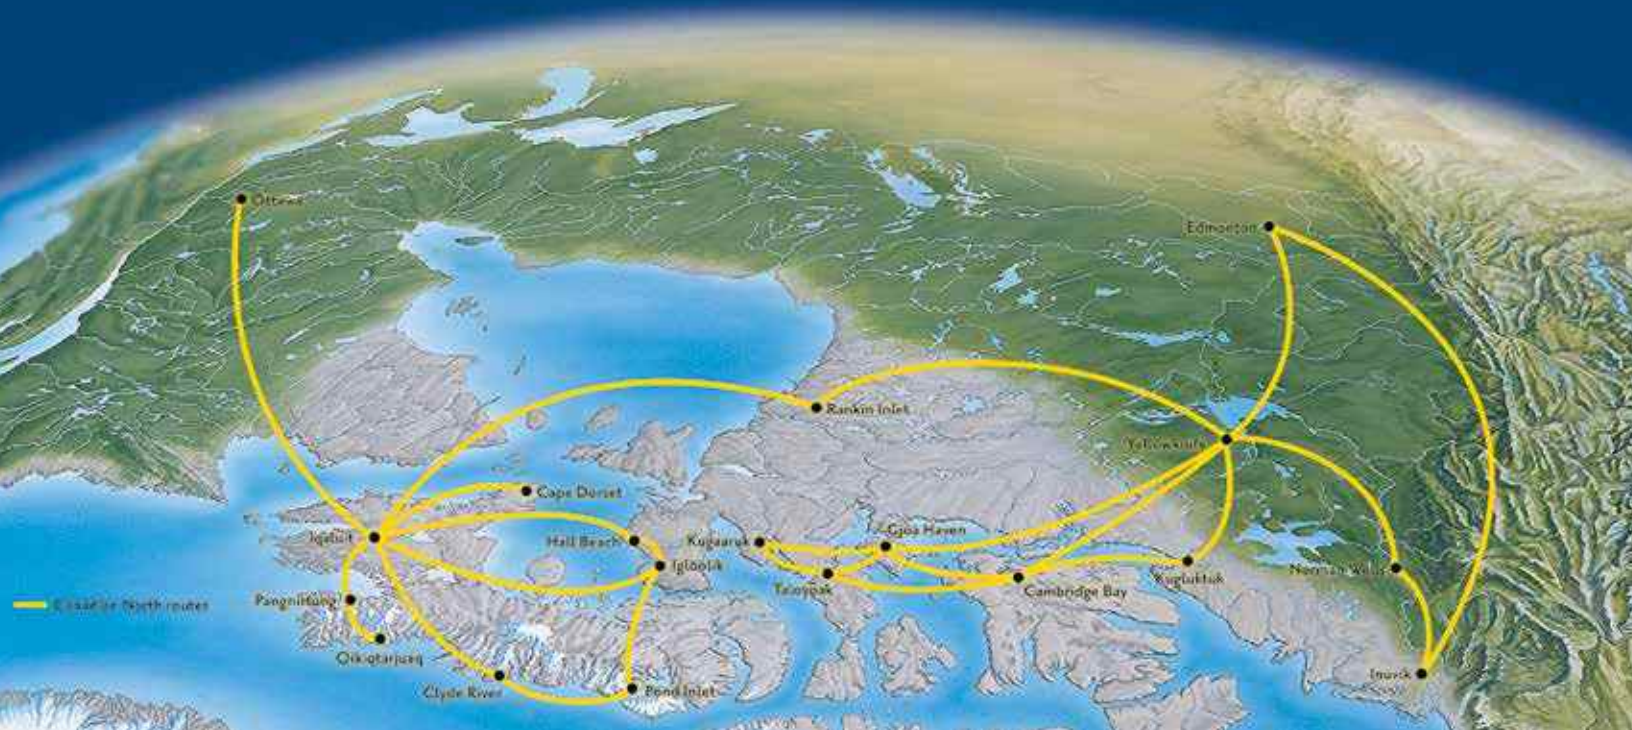 Ottawa
Edmonton
Rankin Inlet
Yellowknife
Cape Dorset
Iqaluit
Hall Beach
Kugaaruk
Gjoa Haven
Igloolik
Taloyoak
Cambridge Bay
Kugluktuk
Norman Wells
Pangnirtung
Canadian North routes
Qikiqtarjuaq
Clyde River
Pond Inlet
Inuvik